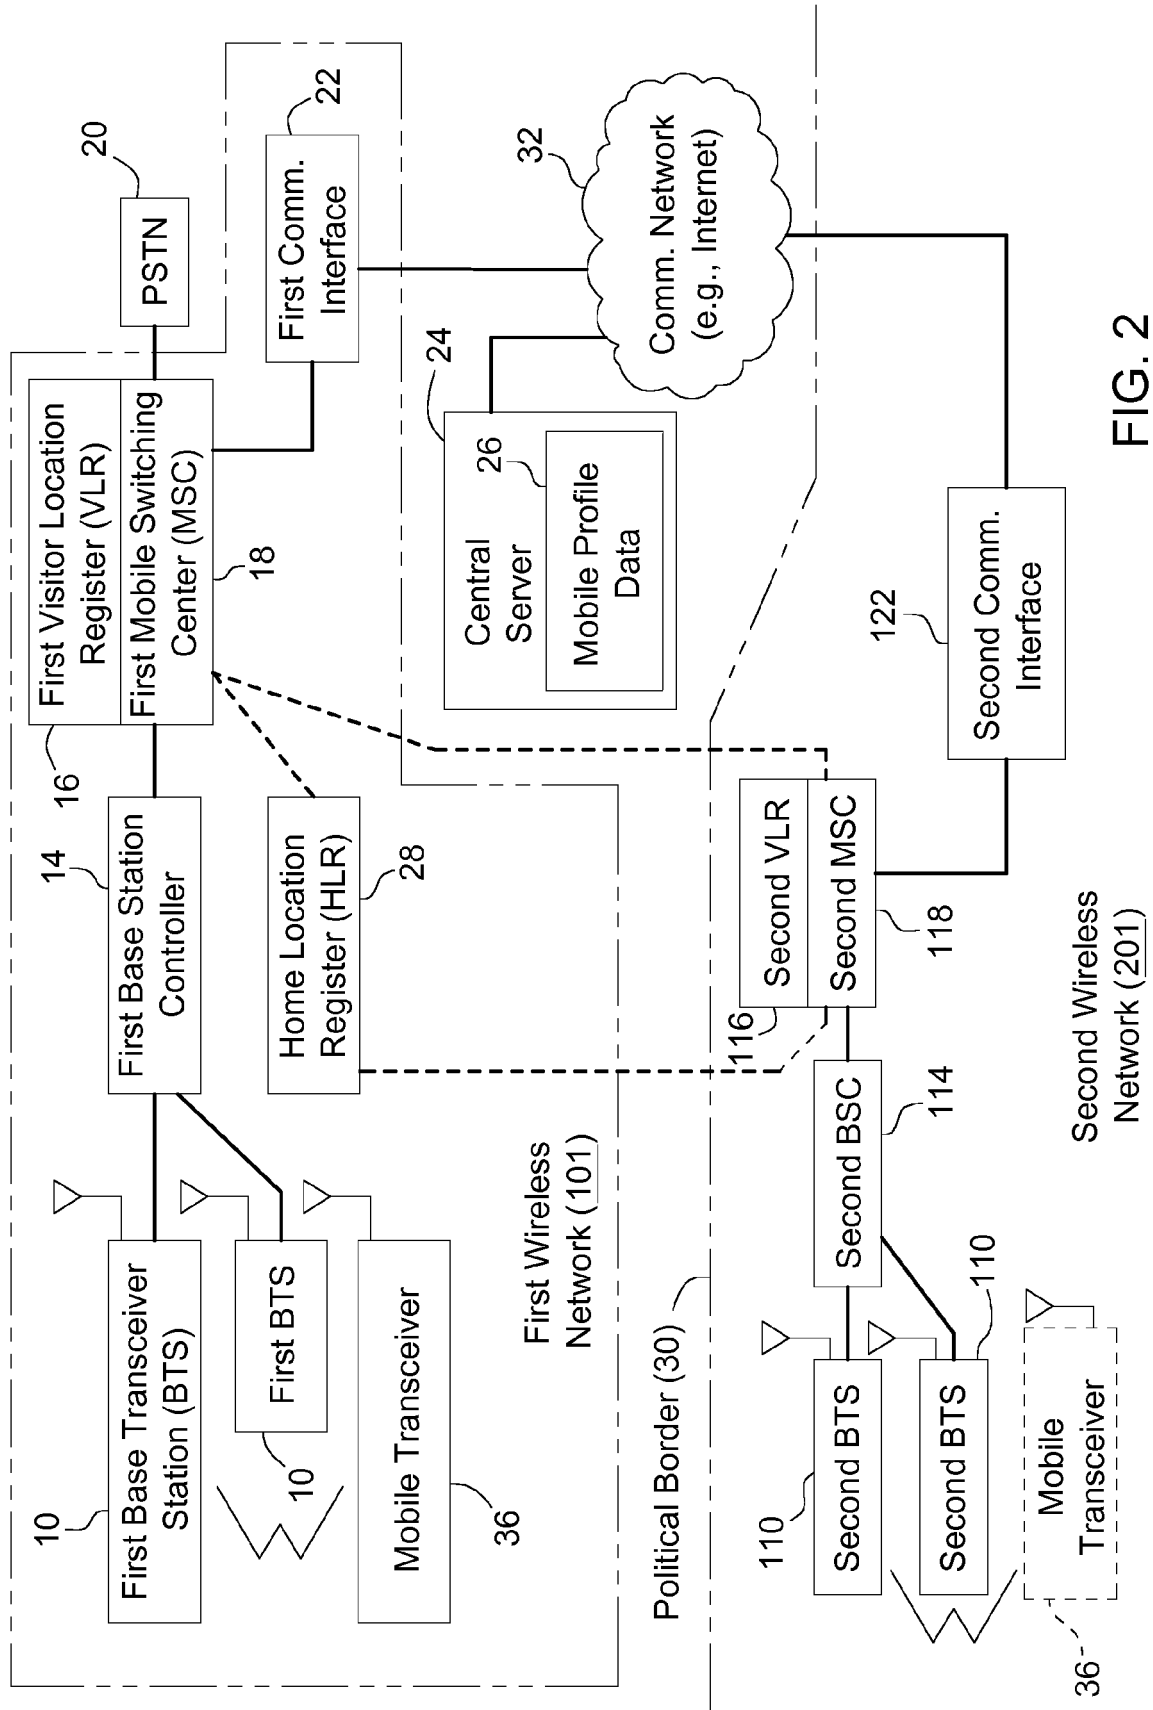 First Base Transceiver
Station (BTS)
10
First BTS
10
Mobile Transceiver
36
First Wireless
Network (101)
First Base Station
Controller
14
Home Location
Register (HLR)
28
First Visitor Location
Register (VLR)
16
First Mobile Switching
Center (MSC)
18
PSTN
20
First Comm.
Interface
22
Central
Server
24
26
Mobile Profile
Data
32
Comm. Network
(e.g., Internet)
Political Border (30)
Second BTS
110
Second BTS
110
Mobile
Transceiver
36
Second BSC
114
Second VLR
116
Second MSC
118
Second Comm.
Interface
122
Second Wireless
Network (201)
FIG. 2